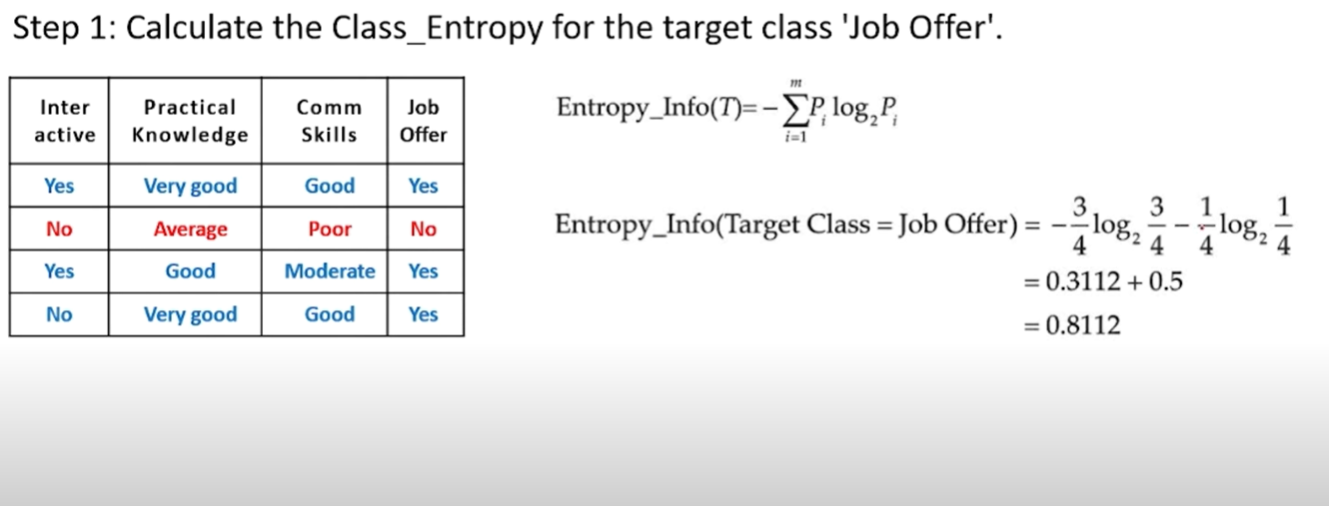 Step 1: Calculate the Class_Entropy for the target class 'Job Offer'.
Inter active Practical Knowledge Comm Skills Job Offer
Yes Very good Good Yes
No Average Poor No
Yes Good Moderate Yes
No Very good Good Yes
Entropy_Info(T)= − ∑_{i=1}^{m} P_i log_2 P_i
Entropy_Info(Target Class = Job Offer) = − 3/4 log_2 3/4 − 1/4 log_2 1/4
= 0.3112 + 0.5
= 0.8112